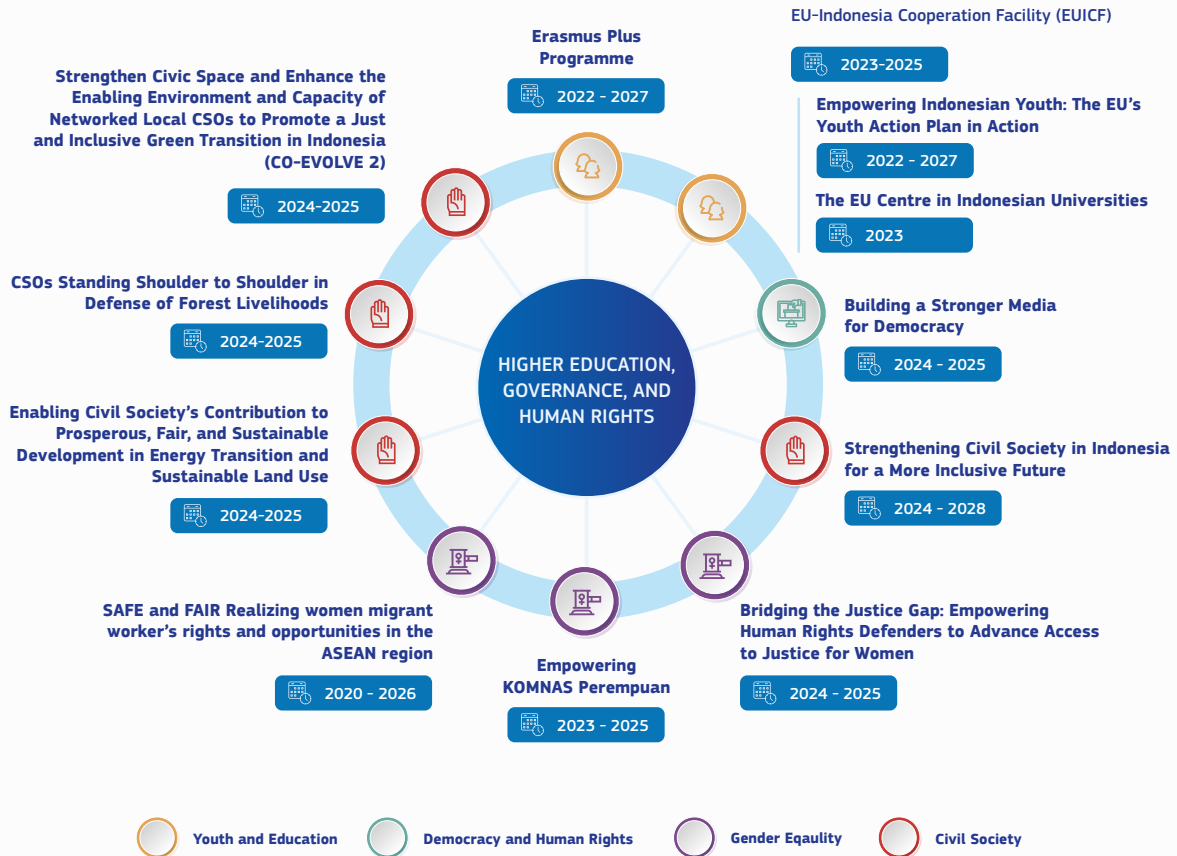 EU-Indonesia Cooperation Facility (EUICF)
2023-2025
Empowering Indonesian Youth: The EU's
Youth Action Plan in Action
2022 - 2027
The EU Centre in Indonesian Universities
2023
Erasmus Plus
Programme
2022 - 2027
Strengthen Civic Space and Enhance the
Enabling Environment and Capacity of
Networked Local CSOs to Promote a Just
and Inclusive Green Transition in Indonesia
(CO-EVOLVE 2)
2024-2025
CSOs Standing Shoulder to Shoulder in
Defense of Forest Livelihoods
2024-2025
Building a Stronger Media
for Democracy
2024 - 2025
HIGHER EDUCATION,
GOVERNANCE, AND
HUMAN RIGHTS
Enabling Civil Society's Contribution to
Prosperous, Fair, and Sustainable
Development in Energy Transition and
Sustainable Land Use
2024-2025
Strengthening Civil Society in Indonesia
for a More Inclusive Future
2024 - 2028
SAFE and FAIR Realizing women migrant
worker's rights and opportunities in the
ASEAN region
2020 - 2026
Empowering
KOMNAS Perempuan
2023 - 2025
Bridging the Justice Gap: Empowering
Human Rights Defenders to Advance Access
to Justice for Women
2024 - 2025
Youth and Education
Democracy and Human Rights
Gender Eqaulity
Civil Society